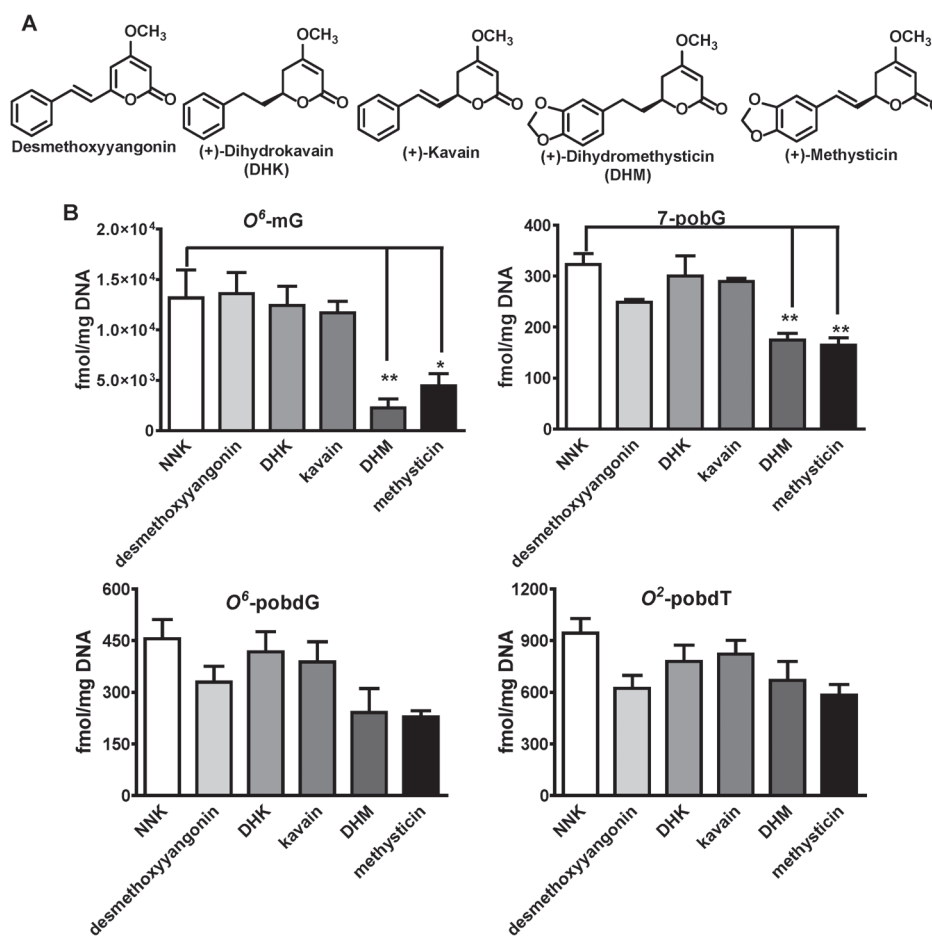 A
OCH₃
OCH₃
OCH₃
OCH₃
OCH₃
O
O
O
O
O
O
O
O
O
O
O
O
O
O
Desmethoxyyangonin
(+)-Dihydrokavain
(DHK)
(+)-Kavain
(+)-Dihydromethysticin
(DHM)
(+)-Methysticin
B
O⁶-mG
fmol/mg DNA
2.0×10⁴
1.5×10⁴
1.0×10⁴
5.0×10³
0
**
*
NNK
desmethoxyyangonin
DHK
kavain
DHM
methysticin
7-pobG
fmol/mg DNA
400
300
200
100
0
**
**
NNK
desmethoxyyangonin
DHK
kavain
DHM
methysticin
O⁶-pobdG
fmol/mg DNA
600
450
300
150
0
NNK
desmethoxyyangonin
DHK
kavain
DHM
methysticin
O²-pobdT
fmol/mg DNA
1200
900
600
300
0
NNK
desmethoxyyangonin
DHK
kavain
DHM
methysticin